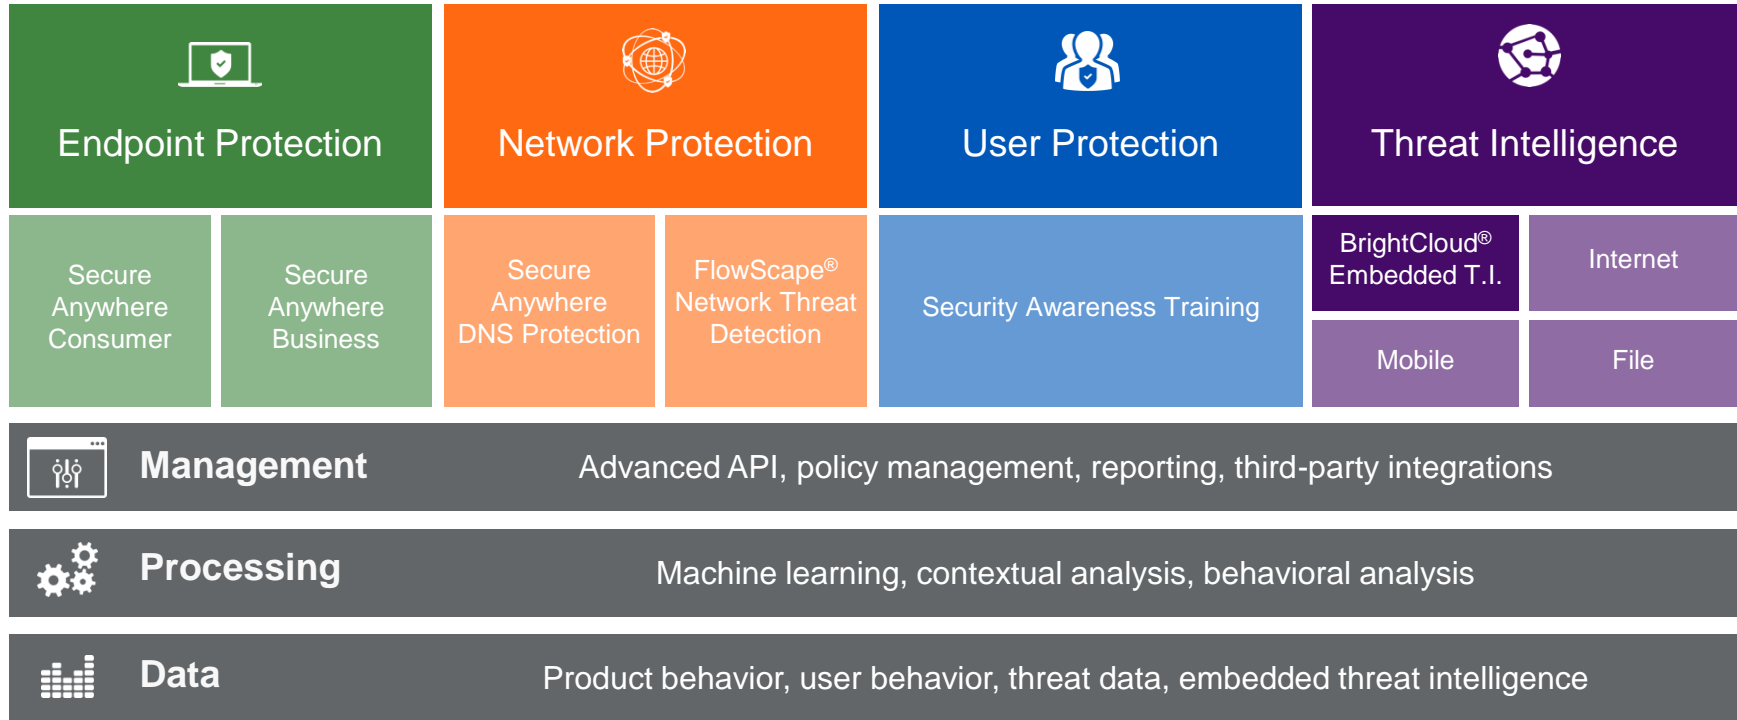 Endpoint Protection
Network Protection
User Protection
Threat Intelligence
Secure
Anywhere
Consumer
Secure
Anywhere
Business
Secure
Anywhere
DNS Protection
FlowScape®
Network Threat
Detection
Security Awareness Training
BrightCloud®
Embedded T.I.
Internet
Mobile
File
Management
Advanced API, policy management, reporting, third-party integrations
Processing
Machine learning, contextual analysis, behavioral analysis
Data
Product behavior, user behavior, threat data, embedded threat intelligence